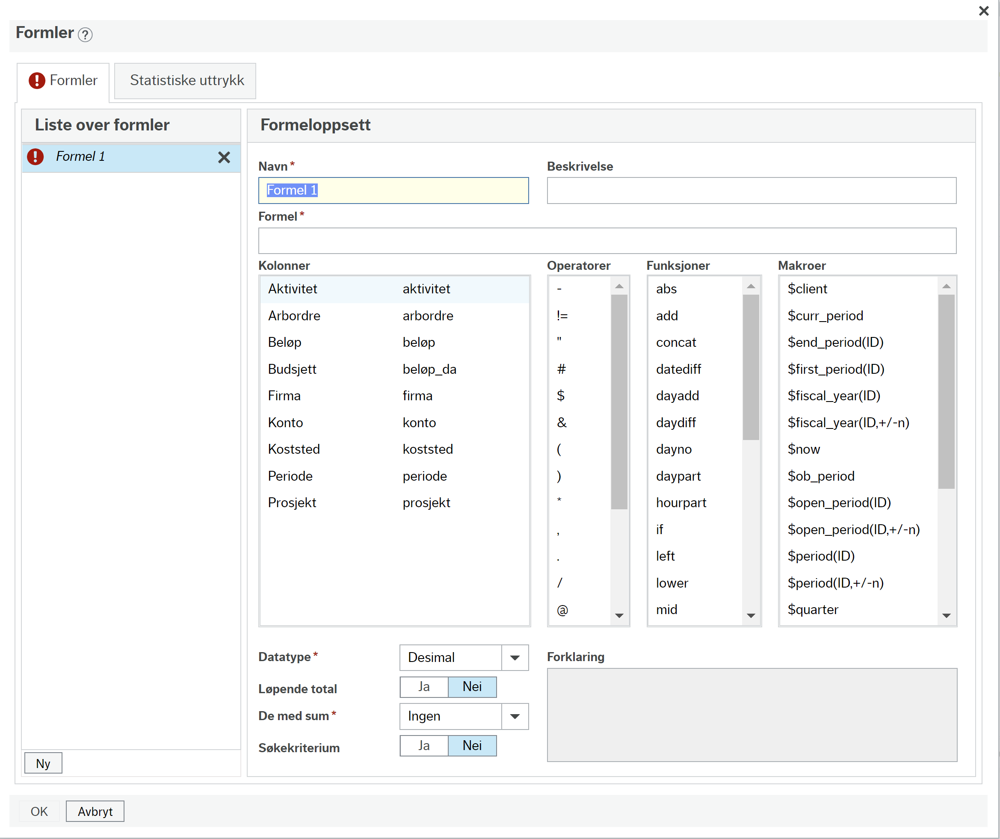 Formler ?
Formler
Statistiske uttrykk
Liste over formler
Formel 1
Ny
Formeloppsett
Navn *
Beskrivelse
Formel 1
Formel *
Kolonner
Aktivitet aktivitet
Arbordre arbordre
Beløp beløp
Budsjett beløp_da
Firma firma
Konto konto
Koststed koststed
Periode periode
Prosjekt prosjekt
Operatorer
-
!=
"
#
$
&
(
)
*
,
.
/
@
Funksjoner
abs
add
concat
datediff
dayadd
daydiff
dayno
daypart
hourpart
if
left
lower
mid
Makroer
$client
$curr_period
$end_period(ID)
$first_period(ID)
$fiscal_year(ID)
$fiscal_year(ID,+/-n)
$now
$ob_period
$open_period(ID)
$open_period(ID,+/-n)
$period(ID)
$period(ID,+/-n)
$quarter
Datatype * Desimal
Løpende total Ja Nei
De med sum * Ingen
Søkekriterium Ja Nei
Forklaring
OK Avbryt